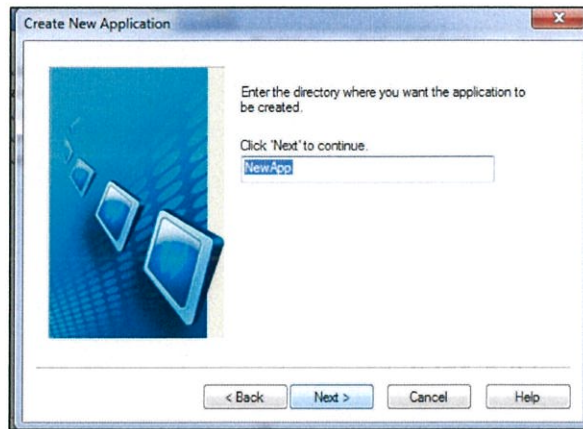 Create New Application
Enter the directory where you want the application to
be created.
Click 'Next' to continue.
NewApp
< Back
Next >
Cancel
Help